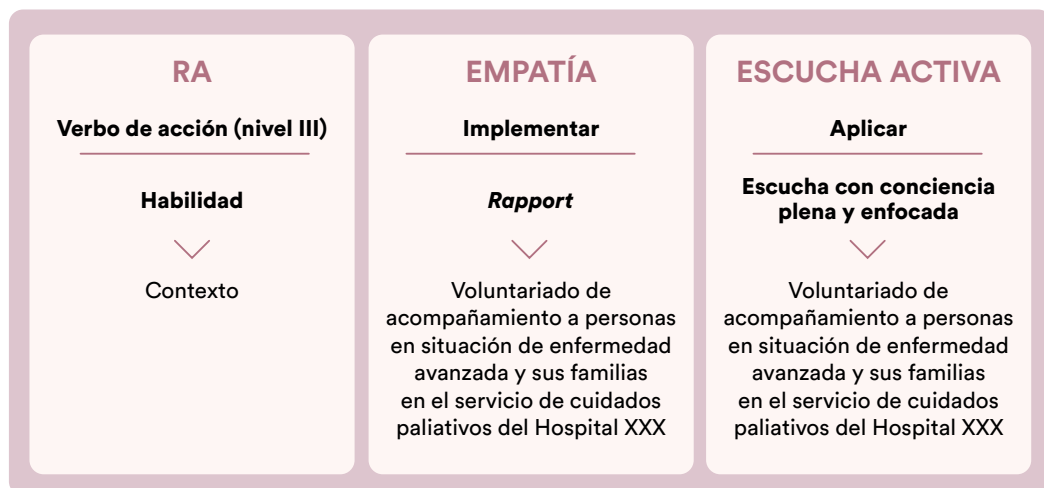 RA
Verbo de acción (nivel III)
Habilidad
Contexto
EMPATÍA
Implementar
Rapport
Voluntariado de
acompañamiento a personas
en situación de enfermedad
avanzada y sus familias
en el servicio de cuidados
paliativos del Hospital XXX
ESCUCHA ACTIVA
Aplicar
Escucha con conciencia
plena y enfocada
Voluntariado de
acompañamiento a personas
en situación de enfermedad
avanzada y sus familias
en el servicio de cuidados
paliativos del Hospital XXX